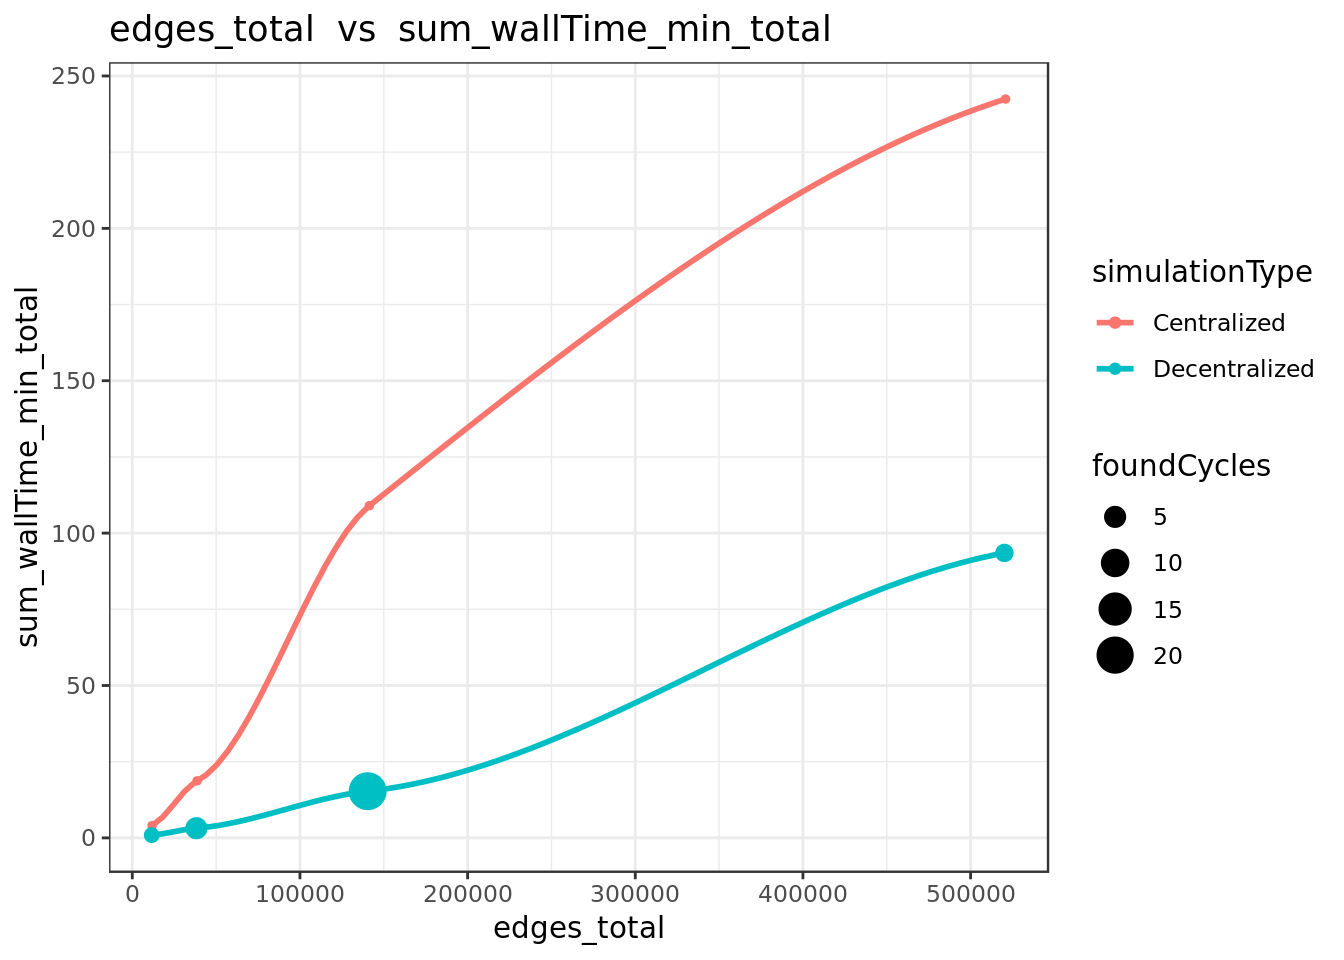 edges_total  vs  sum_wallTime_min_total
250
200
150
100
50
0
sum_wallTime_min_total
0
100000
200000
300000
400000
500000
edges_total
simulationType
Centralized
Decentralized
foundCycles
5
10
15
20